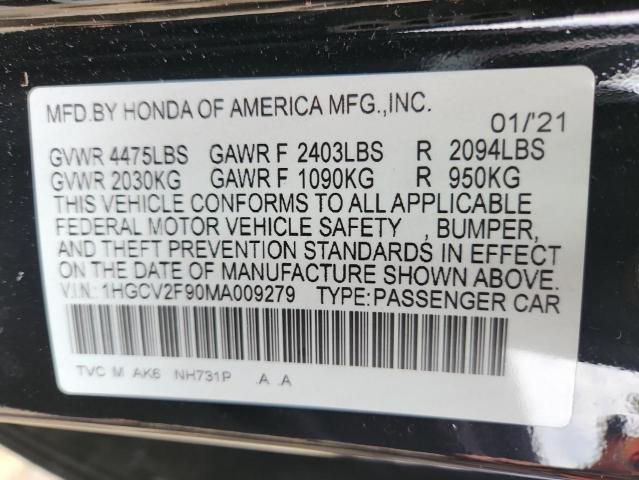 MFD.BY HONDA OF AMERICA MFG.,INC.
01/'21
GVWR 4475LBS GAWR F 2403LBS R 2094LBS
GVWR 2030KG GAWR F 1090KG R 950KG
THIS VEHICLE CONFORMS TO ALL APPLICABLE
FEDERAL MOTOR VEHICLE SAFETY , BUMPER,
AND THEFT PREVENTION STANDARDS IN EFFECT
ON THE DATE OF MANUFACTURE SHOWN ABOVE.
V.I.N.: 1HGCV2F90MA009279 TYPE:PASSENGER CAR
TVC M AK6 NH731P .A .A